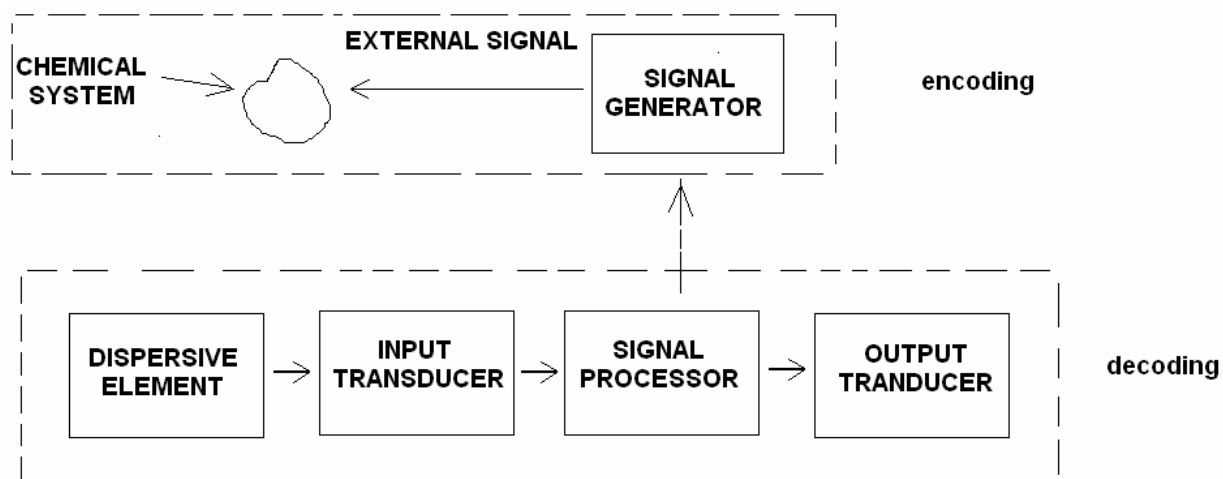 EXTERNAL SIGNAL
CHEMICAL
SYSTEM
SIGNAL
GENERATOR
encoding
DISPERSIVE
ELEMENT
INPUT
TRANSDUCER
SIGNAL
PROCESSOR
OUTPUT
TRANDUCER
decoding